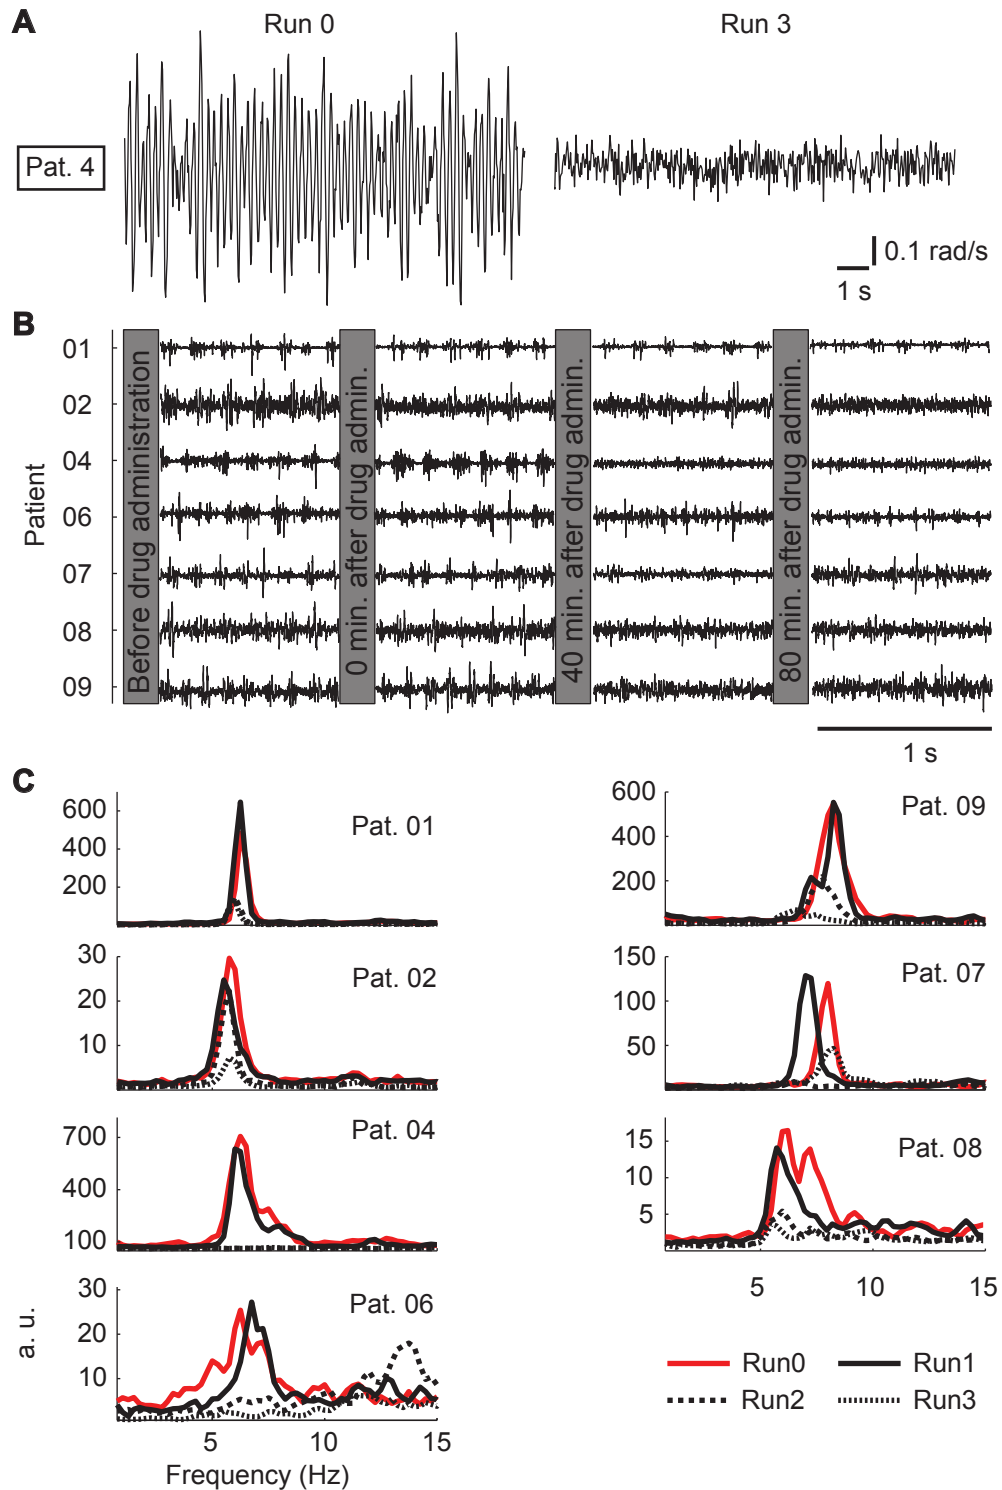 A
Run 0
Run 3
Pat. 4
0.1 rad/s
1 s
B
Patient
01
02
04
06
07
08
09
Before drug administration
0 min. after drug admin.
40 min. after drug admin.
80 min. after drug admin.
1 s
C
600
400
200
Pat. 01
30
20
10
Pat. 02
700
400
100
Pat. 04
a. u.
30
20
10
Pat. 06
5
10
15
Frequency (Hz)
600
400
200
Pat. 09
150
100
50
Pat. 07
15
10
5
Pat. 08
5
10
15
Run0
Run1
Run2
Run3